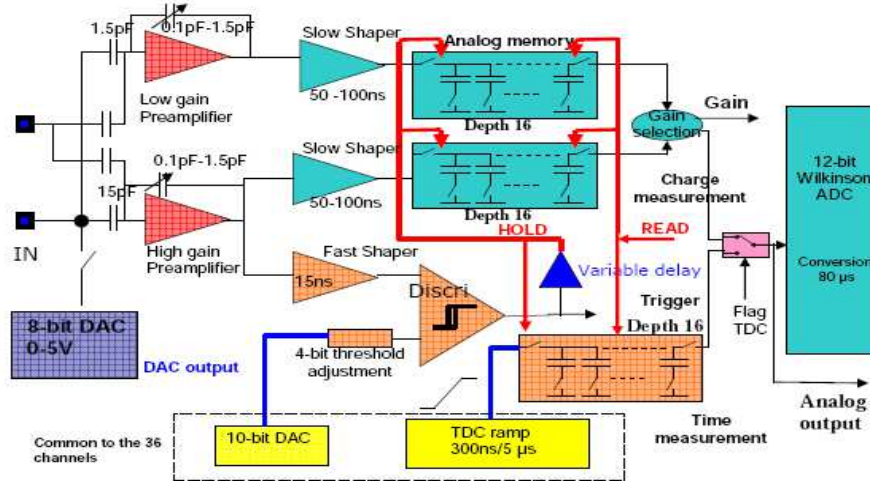 1.5pF
0.1pF-1.5pF
Low gain
Preamplifier
Slow Shaper
50 -100ns
Analog memory
Depth 16
Gain
Gain
selection
12-bit
Wilkinson
ADC
Conversion
80 µs
15pF
0.1pF-1.5pF
High gain
Preamplifier
IN
Slow Shaper
50-100ns
Depth 16
Charge
measurement
HOLD
READ
Fast Shaper
15ns
Discri
Variable delay
Trigger
Flag
TDC
8-bit DAC
0-5V
DAC output
4-bit threshold
adjustment
Depth 16
Time
measurement
Analog
output
Common to the 36
channels
10-bit DAC
TDC ramp
300ns/5 µs